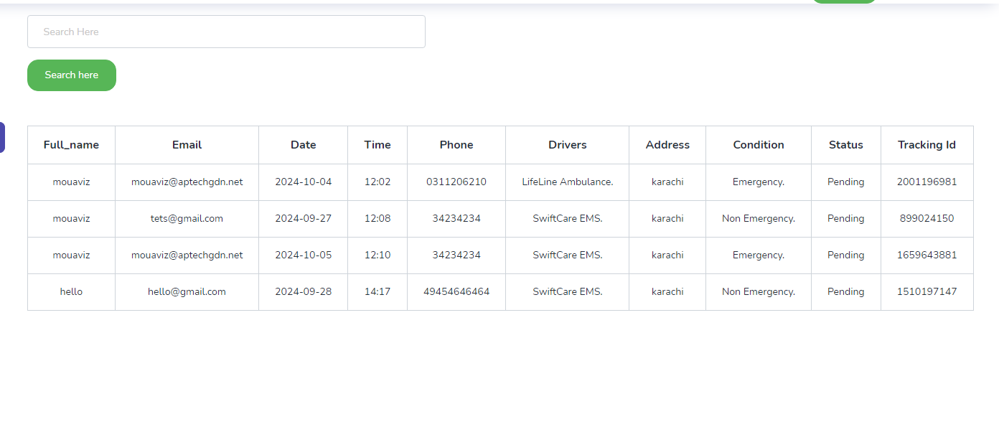 Search Here
Search here
Full_name Email Date Time Phone Drivers Address Condition Status Tracking Id
mouaviz mouaviz@aptechgdn.net 2024-10-04 12:02 0311206210 LifeLine Ambulance. karachi Emergency. Pending 2001196981
mouaviz tets@gmail.com 2024-09-27 12:08 34234234 SwiftCare EMS. karachi Non Emergency. Pending 899024150
mouaviz mouaviz@aptechgdn.net 2024-10-05 12:10 34234234 SwiftCare EMS. karachi Emergency. Pending 1659643881
hello hello@gmail.com 2024-09-28 14:17 49454646464 SwiftCare EMS. karachi Non Emergency. Pending 1510197147